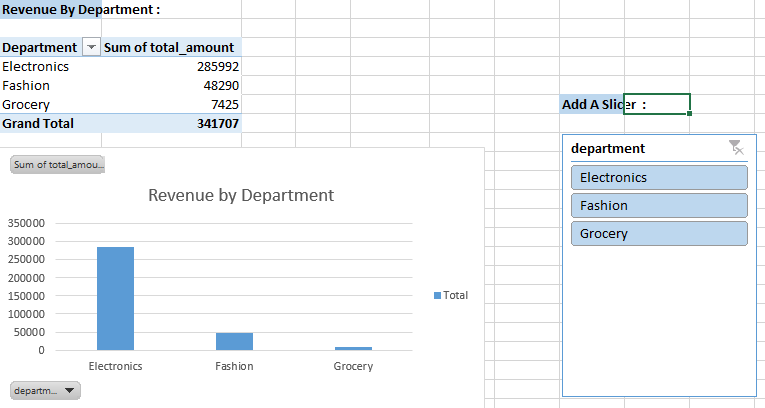 Revenue By Department :
Department Sum of total_amount
Electronics 285992
Fashion 48290
Grocery 7425
Grand Total 341707
Add A Slicer :
department
Electronics
Fashion
Grocery
Sum of total_amou...
Revenue by Department
350000
300000
250000
200000
150000
100000
50000
0
Electronics Fashion Grocery
Total
departm...